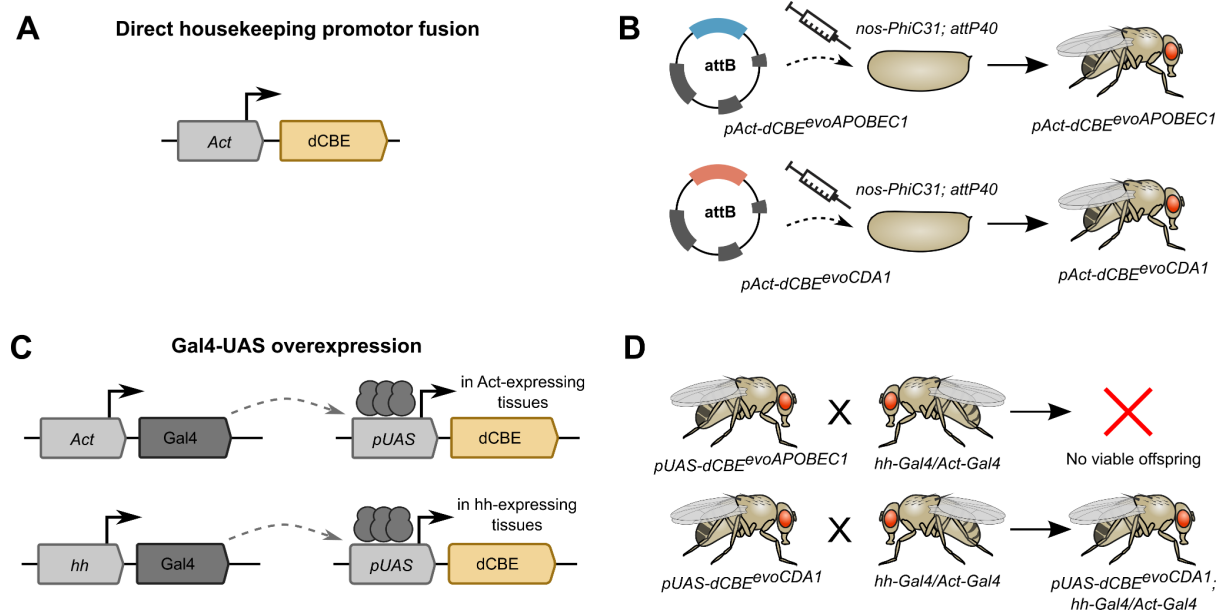 A
Direct housekeeping promotor fusion
Act
dCBE
B
attB
nos-PhiC31; attP40
pAct-dCBEevoAPOBEC1
pAct-dCBEevoAPOBEC1
attB
nos-PhiC31; attP40
pAct-dCBEevoCDA1
pAct-dCBEevoCDA1
C
Gal4-UAS overexpression
Act
Gal4
pUAS
dCBE
in Act-expressing
tissues
hh
Gal4
pUAS
dCBE
in hh-expressing
tissues
D
X
pUAS-dCBEevoAPOBEC1
hh-Gal4/Act-Gal4
No viable offspring
X
pUAS-dCBEevoCDA1
hh-Gal4/Act-Gal4
pUAS-dCBEevoCDA1;
hh-Gal4/Act-Gal4